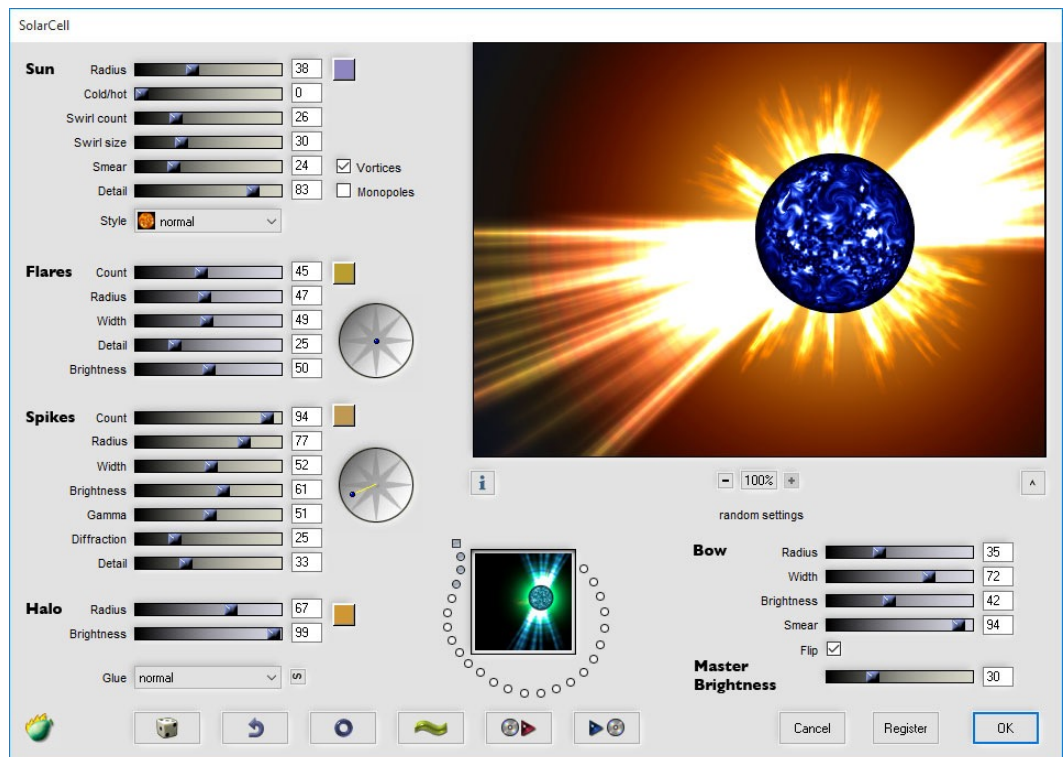 SolarCell
Sun
Radius 38
Cold/hot 0
Swirl count 26
Swirl size 30
Smear 24
Vortices
Detail 83
Monopoles
Style normal
Flares
Count 45
Radius 47
Width 49
Detail 25
Brightness 50
Spikes
Count 94
Radius 77
Width 52
Brightness 61
Gamma 51
Diffraction 25
Detail 33
Halo
Radius 67
Brightness 99
Glue normal
S
i
- 100% +
^
random settings
Bow
Radius 35
Width 72
Brightness 42
Smear 94
Flip
Master
Brightness 30
Cancel
Register
OK